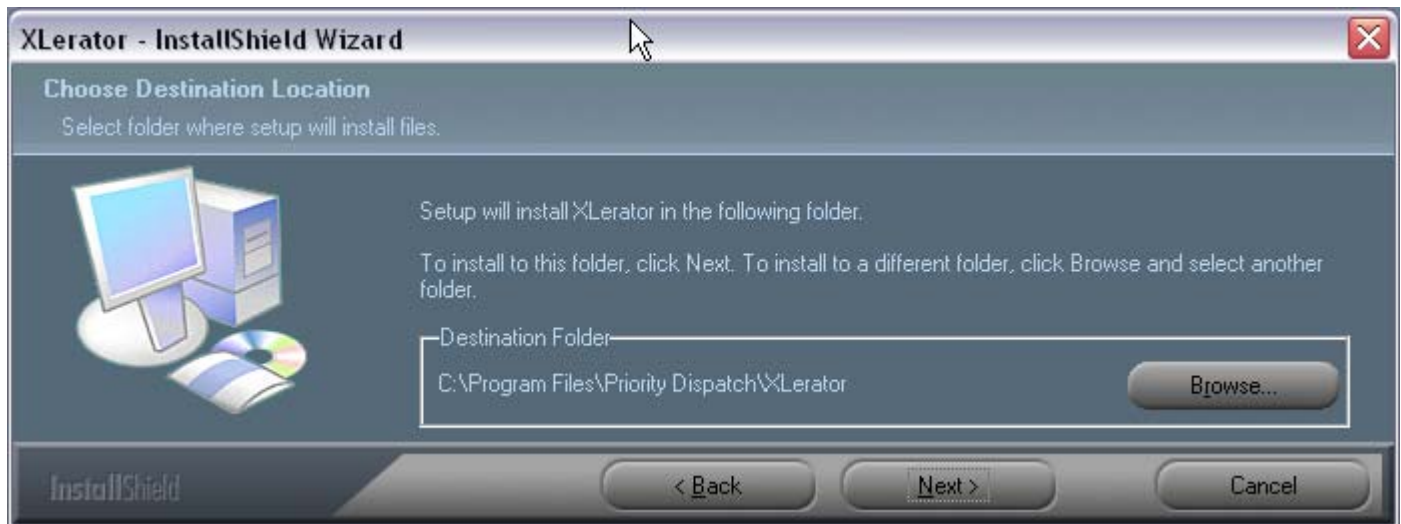 XLerator - InstallShield Wizard
Choose Destination Location
Select folder where setup will install files.
Setup will install XLerator in the following folder.
To install to this folder, click Next. To install to a different folder, click Browse and select another
folder.
Destination Folder
C:\Program Files\Priority Dispatch\XLerator
Browse...
InstallShield
< Back
Next >
Cancel